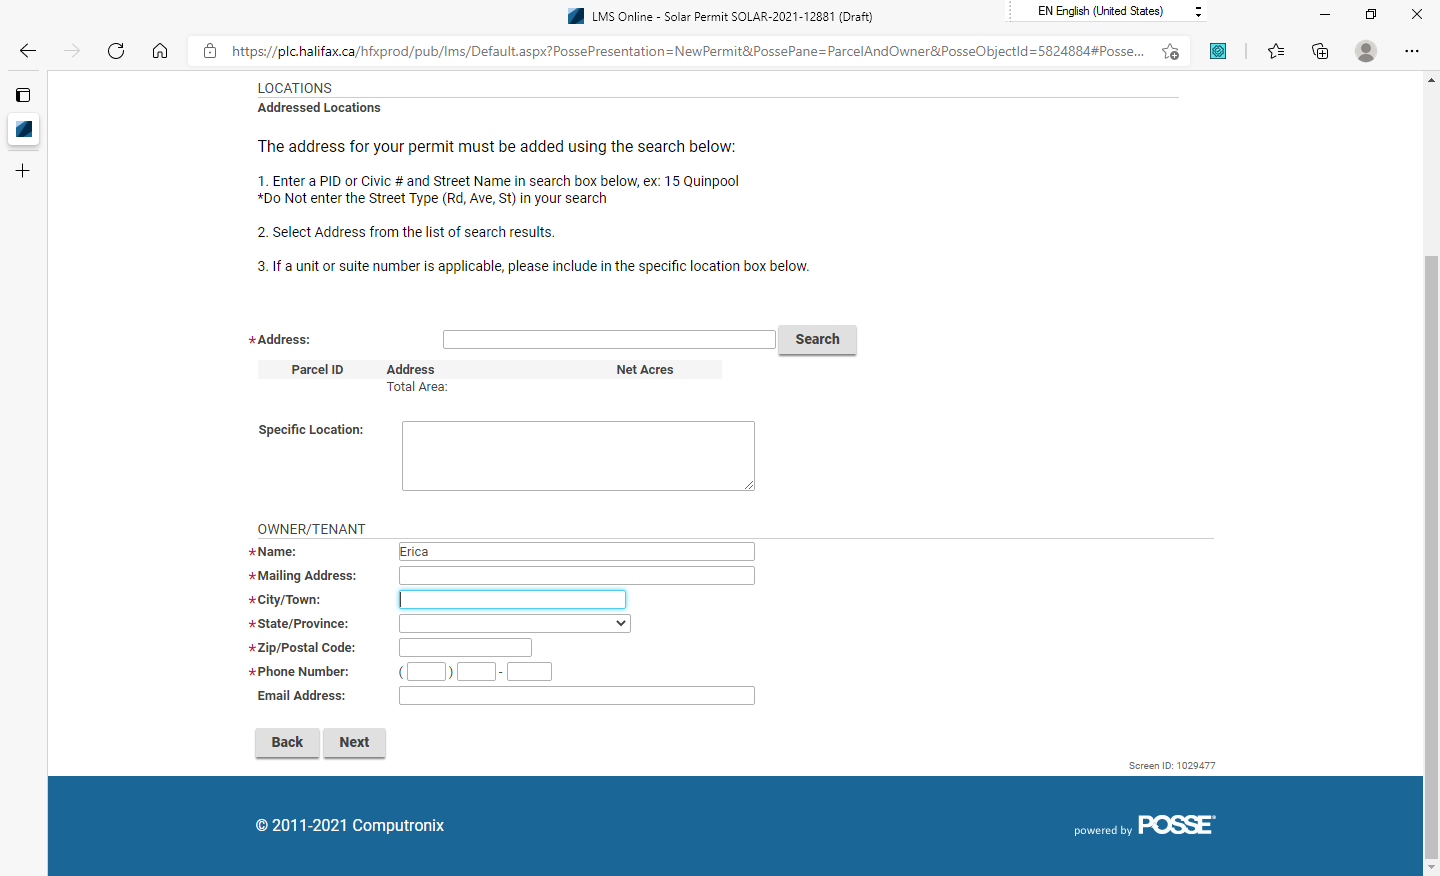 LMS Online - Solar Permit SOLAR-2021-12881 (Draft)
EN English (United States)
https://plc.halifax.ca/hfxprod/pub/lms/Default.aspx?PossePresentation=NewPermit&PossePane=ParcelAndOwner&PosseObjectId=5824884#Posse...
LOCATIONS
Addressed Locations
The address for your permit must be added using the search below:
1. Enter a PID or Civic # and Street Name in search box below, ex: 15 Quinpool
*Do Not enter the Street Type (Rd, Ave, St) in your search
2. Select Address from the list of search results.
3. If a unit or suite number is applicable, please include in the specific location box below.
*Address: Search
Parcel ID Address Net Acres
Total Area:
Specific Location:
OWNER/TENANT
*Name: Erica
*Mailing Address:
*City/Town:
*State/Province:
*Zip/Postal Code:
*Phone Number: ( ) -
Email Address:
Back Next
Screen ID: 1029477
© 2011-2021 Computronix
powered by POSSE®